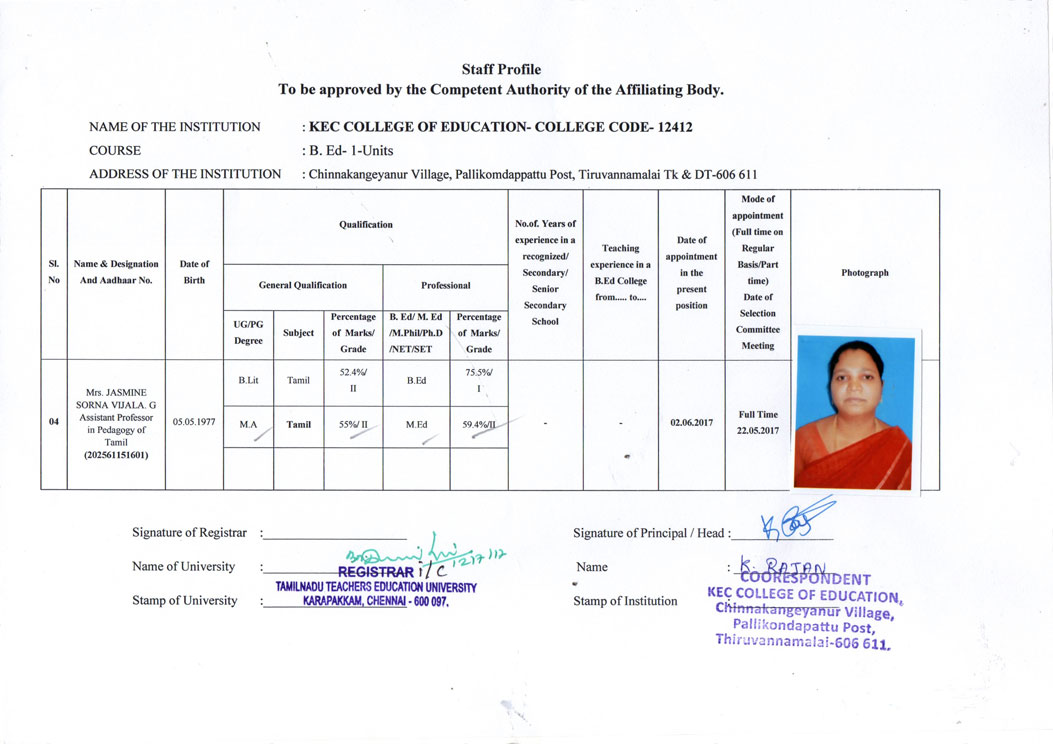 Staff Profile
To be approved by the Competent Authority of the Affiliating Body.
NAME OF THE INSTITUTION : KEC COLLEGE OF EDUCATION- COLLEGE CODE- 12412
COURSE : B. Ed- 1-Units
ADDRESS OF THE INSTITUTION : Chinnakangeyanur Village, Pallikomdappattu Post, Tiruvannamalai Tk & DT-606 611
Sl. No
Name & Designation And Aadhaar No.
Date of Birth
Qualification
General Qualification
Professional
UG/PG Degree
Subject
Percentage of Marks/ Grade
B. Ed/ M. Ed /M.Phil/Ph.D /NET/SET
Percentage of Marks/ Grade
No.of. Years of experience in a recognized/ Secondary/ Senior Secondary School
Teaching experience in a B.Ed College from..... to....
Date of appointment in the present position
Mode of appointment (Full time on Regular Basis/Part time) Date of Selection Committee Meeting
Photograph
04
Mrs. JASMINE
SORNA VIJALA. G
Assistant Professor
in Pedagogy of
Tamil
(202561151601)
05.05.1977
B.Lit Tamil 52.4%/ II B.Ed 75.5%/ I
M.A Tamil 55%/ II M.Ed 59.4%/II
- -
02.06.2017
Full Time
22.05.2017
Signature of Registrar :
Name of University :
Stamp of University :
12/7/17
REGISTRAR i/c
TAMILNADU TEACHERS EDUCATION UNIVERSITY
KARAPAKKAM, CHENNAI - 600 097.
Signature of Principal / Head :
Name : K. RAJAN
Stamp of Institution
COORESPONDENT
KEC COLLEGE OF EDUCATION,
Chinnakangeyanur Village,
Pallikondapattu Post,
Thiruvannamalai-606 611.